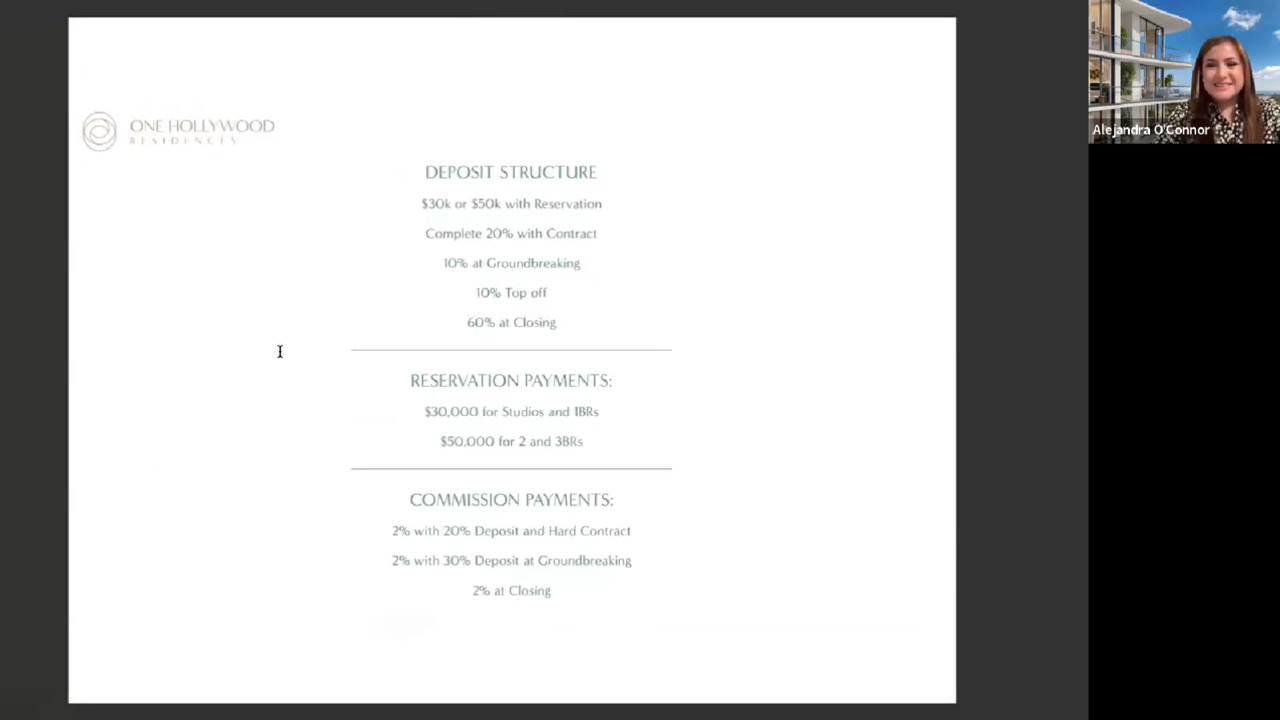 ONE HOLLYWOOD
RESIDENCES
DEPOSIT STRUCTURE
$30k or $50k with Reservation
Complete 20% with Contract
10% at Groundbreaking
10% Top off
60% at Closing
RESERVATION PAYMENTS:
$30,000 for Studios and 1BRs
$50,000 for 2 and 3BRs
COMMISSION PAYMENTS:
2% with 20% Deposit and Hard Contract
2% with 30% Deposit at Groundbreaking
2% at Closing
Alejandra O'Connor